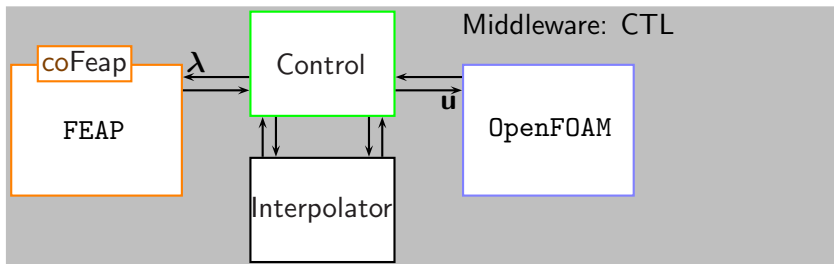 Middleware: CTL
coFeap
λ
Control
u
FEAP
OpenFOAM
Interpolator